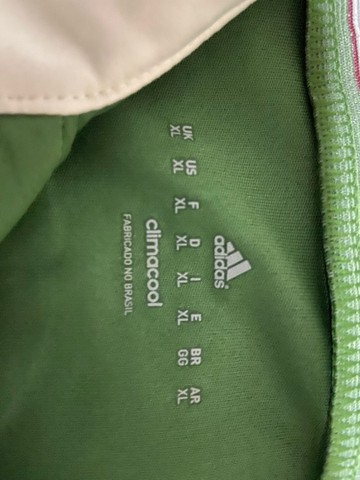 adidas
UK US F D I E BR AR
XL XL XL XL XL XL GG XL
climacool
FABRICADO NO BRASIL